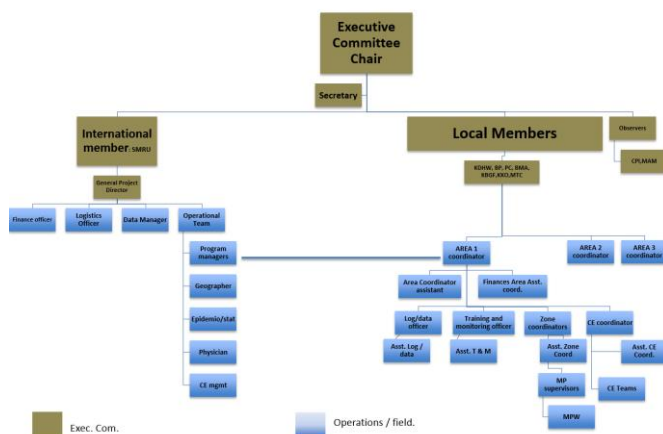 Executive
Committee
Chair
Secretary
International
member: SMRU
Local Members
Observers
General Project
Director
KDHW, BP, PC, BMA,
KBGF,KKO,MTC
CPLMAM
Finance officer
Logistics
Officer
Data Manager
Operational
Team
Program
managers
Geographer
Epidemio/stat
Physician
CE mgmt
AREA 1
coordinator
AREA 2
coordinator
AREA 3
coordinator
Area Coordinator
assistant
Finances Area Asst.
coord.
Log/data
officer
Training and
monitoring officer
Zone
coordinators
CE coordinator
Asst. Log /
data
Asst. T & M
Asst. Zone
Coord
Asst, CE
Coord.
MP
supervisors
CE Teams
MPW
Exec. Com.
Operations / field.